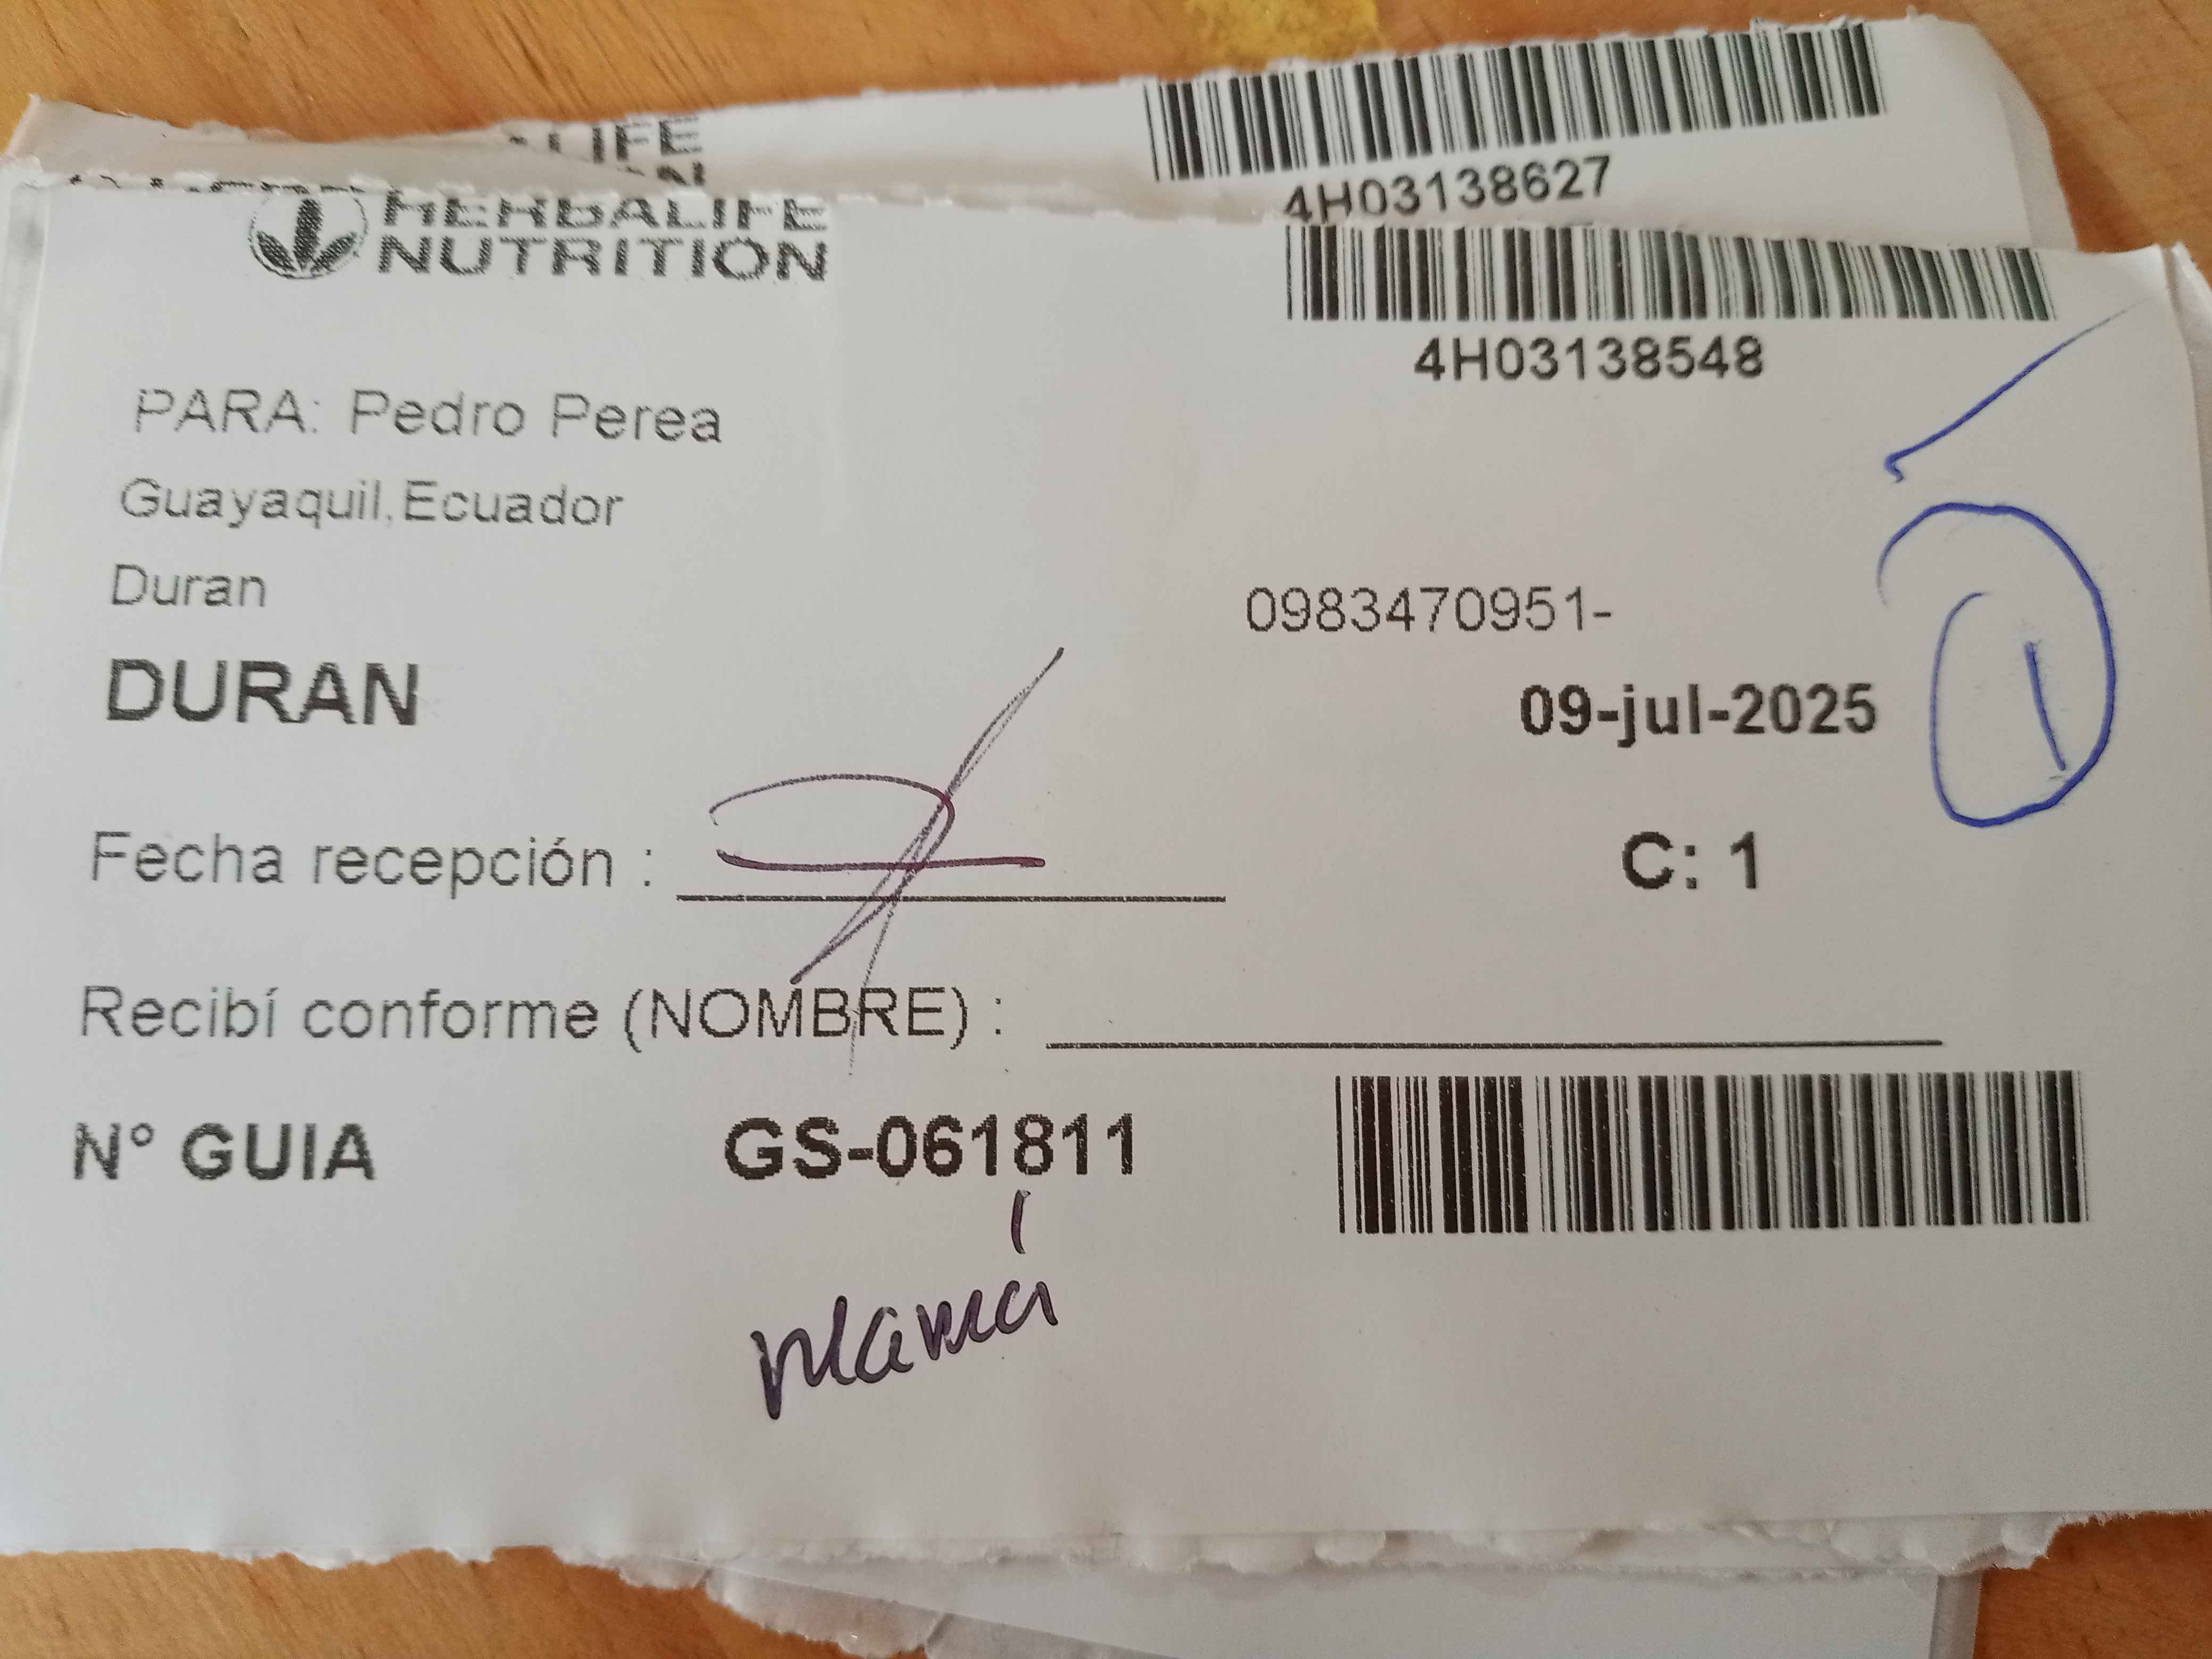 4H03138627
HERBALIFE
NUTRITION
4H03138548
PARA: Pedro Perea
Guayaquil,Ecuador
Duran
0983470951-
DURAN
09-jul-2025
1
Fecha recepción :
C: 1
Recibí conforme (NOMBRE) :
N° GUIA GS-061811
mamá